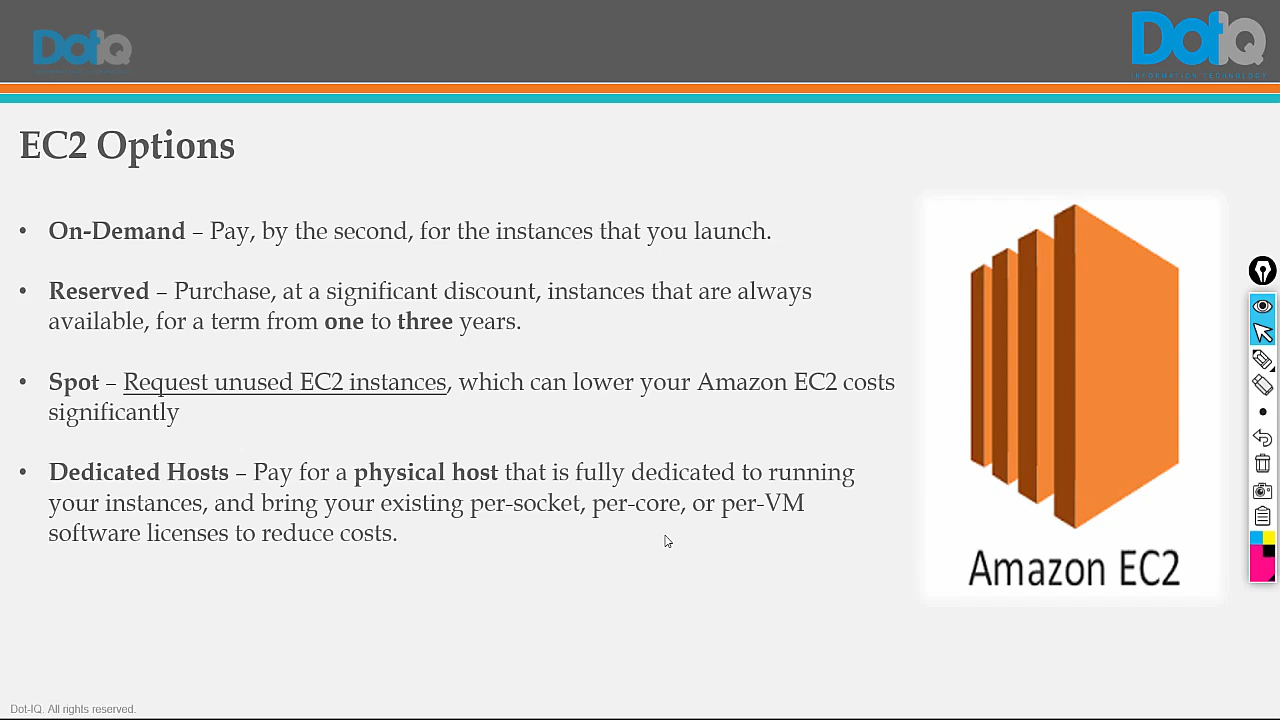 DotIQ
DotIQ
INFORMATION TECHNOLOGY
EC2 Options
• On-Demand – Pay, by the second, for the instances that you launch.
• Reserved – Purchase, at a significant discount, instances that are always
available, for a term from one to three years.
• Spot – Request unused EC2 instances, which can lower your Amazon EC2 costs
significantly
• Dedicated Hosts – Pay for a physical host that is fully dedicated to running
your instances, and bring your existing per-socket, per-core, or per-VM
software licenses to reduce costs.
Amazon EC2
Dot-IQ. All rights reserved.